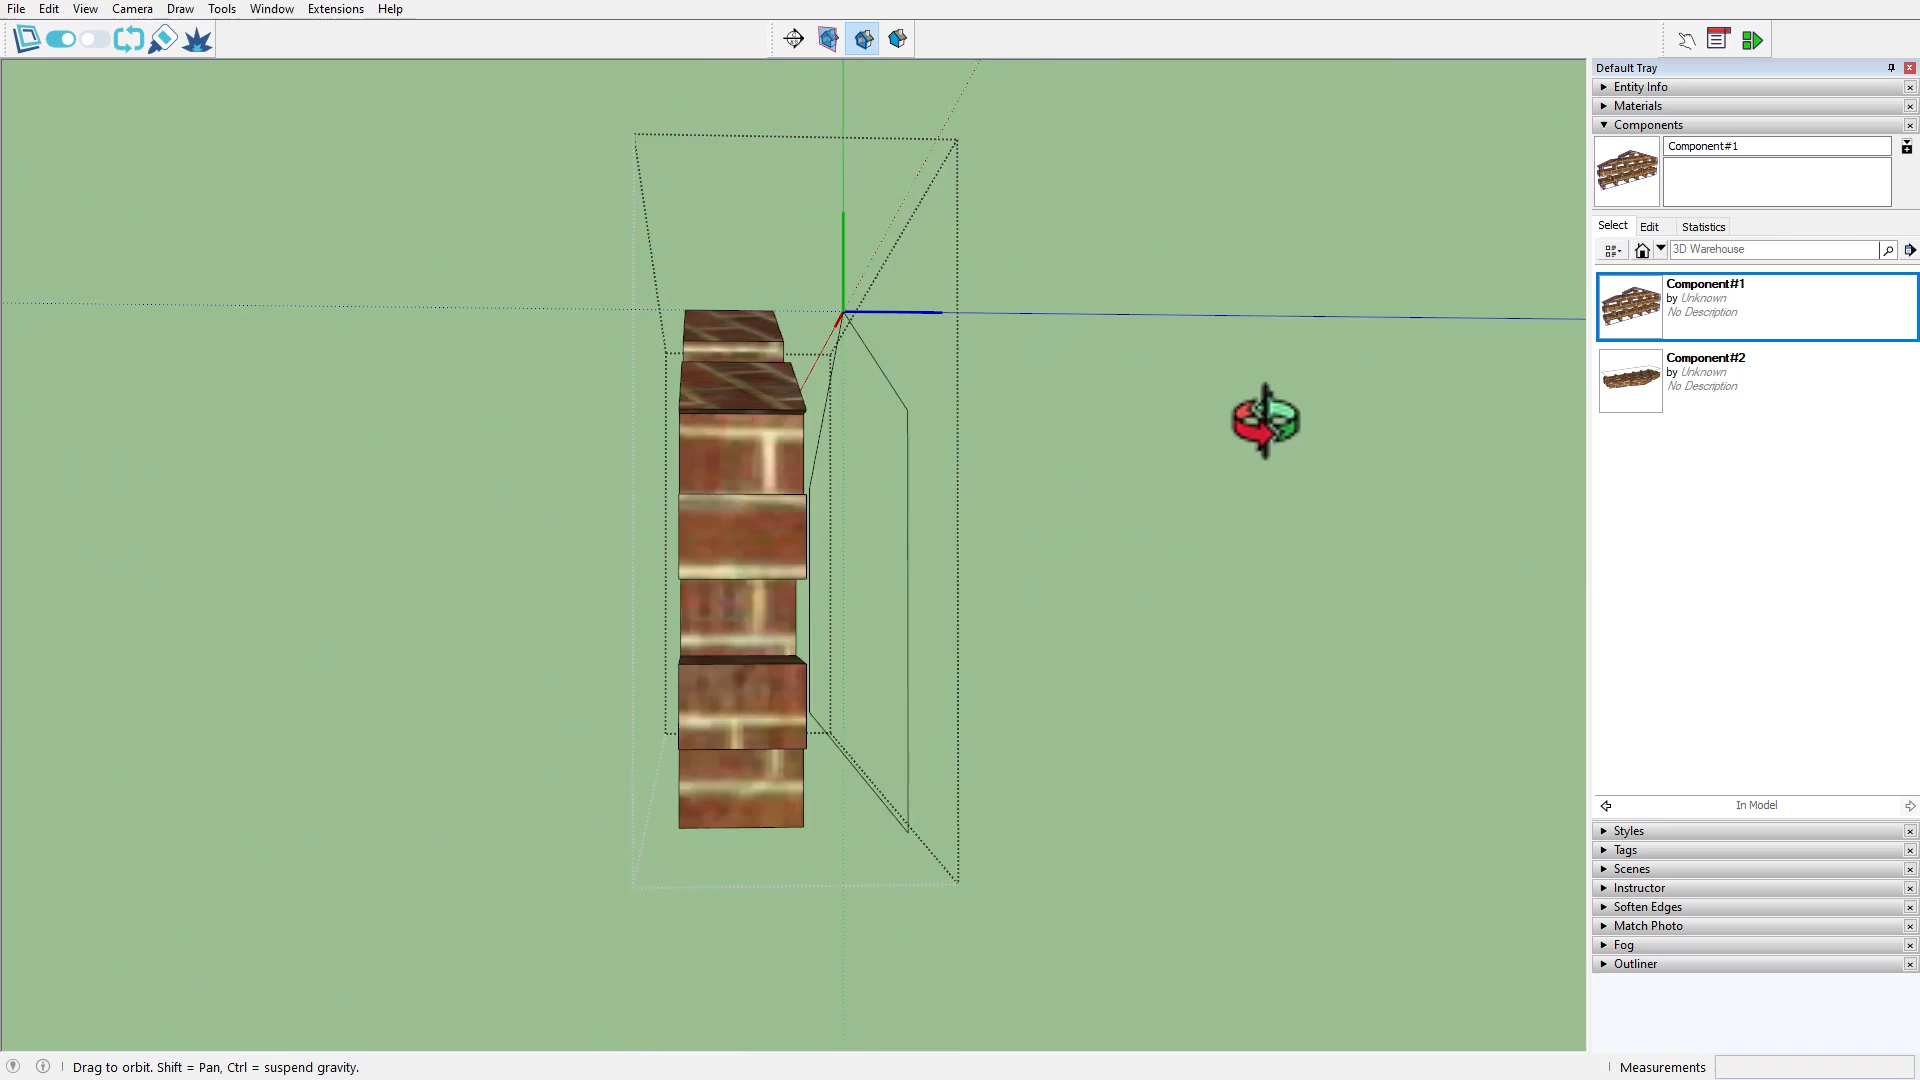 File Edit View Camera Draw Tools Window Extensions Help
Default Tray
Entity Info
Materials
Components
Component#1
Select Edit Statistics
3D Warehouse
Component#1
by Unknown
No Description
Component#2
by Unknown
No Description
In Model
Styles
Tags
Scenes
Instructor
Soften Edges
Match Photo
Fog
Outliner
Drag to orbit. Shift = Pan, Ctrl = suspend gravity.
Measurements